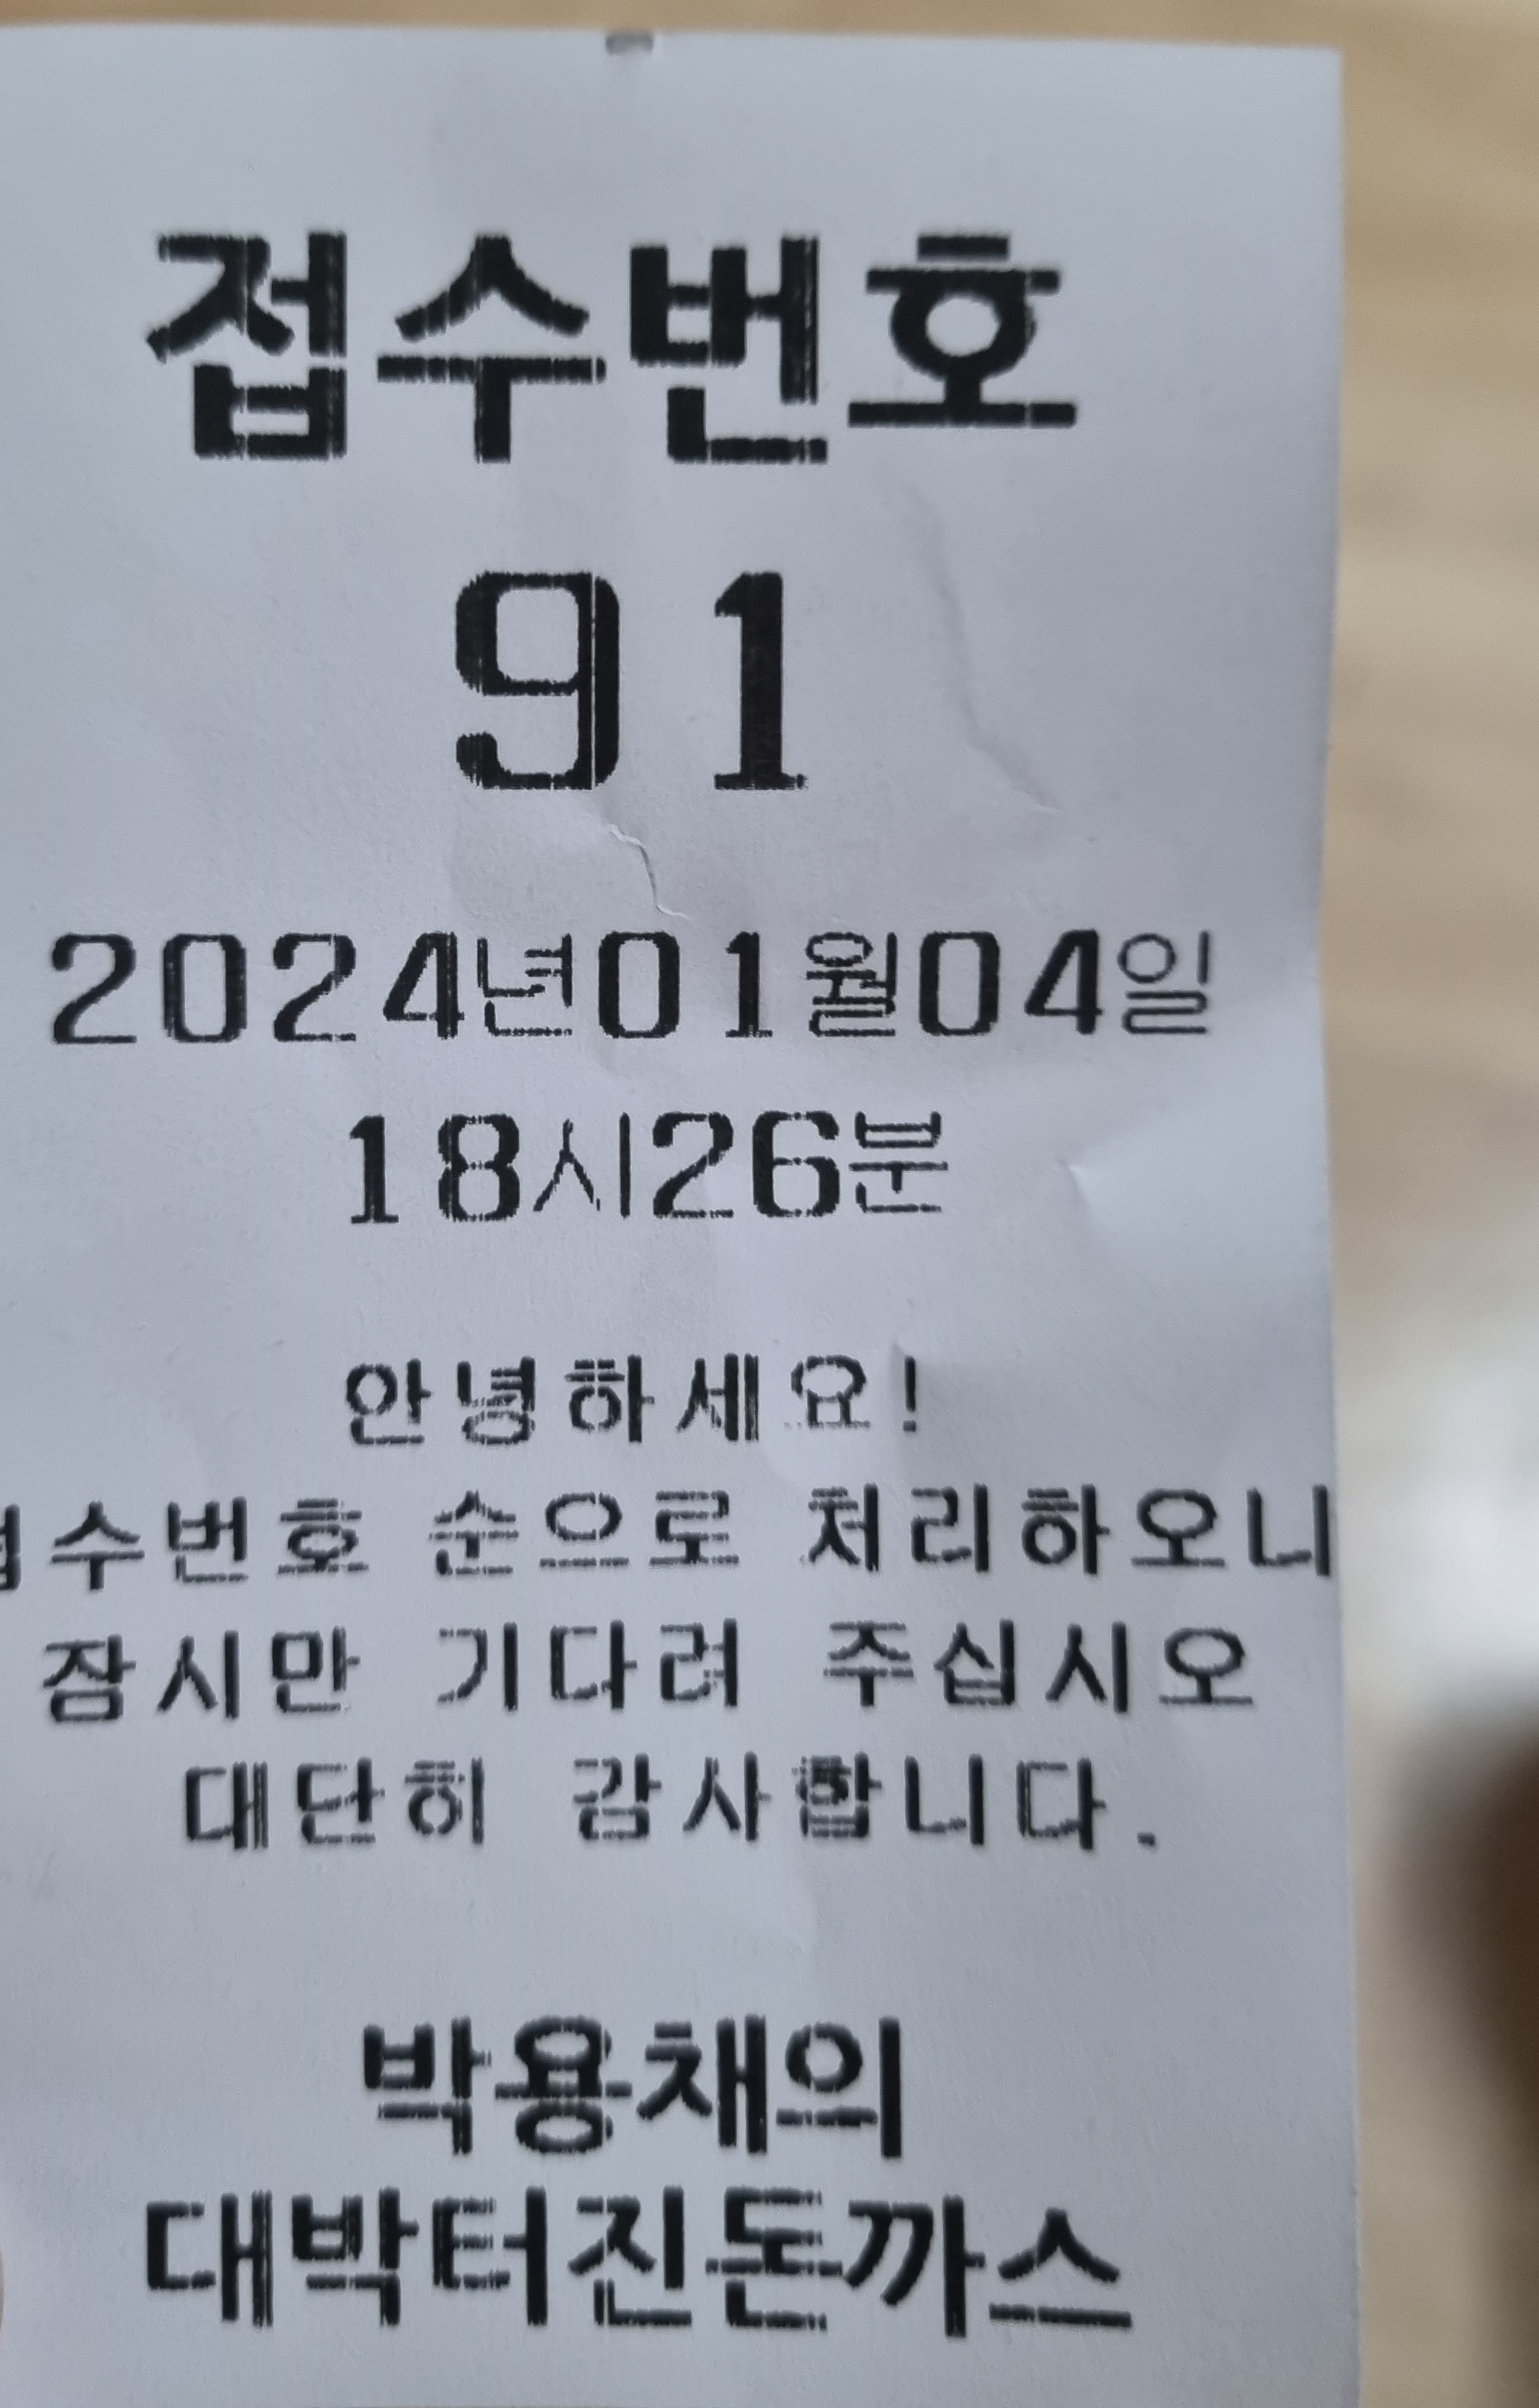 접수번호
91
2024년01월04일
18시26분
안녕하세요!
접수번호 순으로 처리하오니
잠시만 기다려 주십시오
대단히 감사합니다.
박용채의
대박터진돈까스